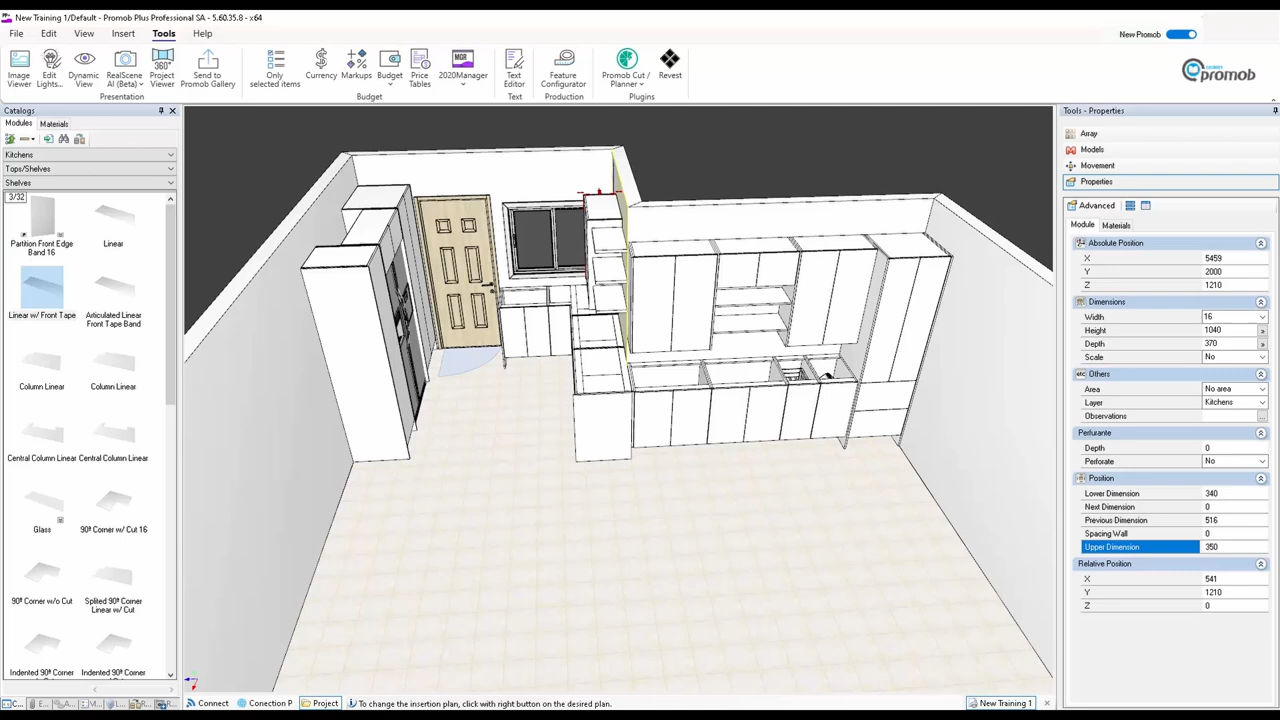 New Training 1/Default - Promob Plus Professional SA - 5.60.35.8 - x64
File Edit View Insert Tools Help
New Promob
Image Viewer
Edit Lights...
Dynamic View
RealScene AI (Beta)
Project Viewer
Send to Promob Gallery
Presentation
Only selected items
Currency
Markups
Budget
Price Tables
2020Manager
Budget
Text Editor
Text
Feature Configurator
Production
Promob Cut / Planner
Revest
Plugins
promob
Catalogs
Modules Materials
Kitchens
Tops/Shelves
Shelves
3/32
Partition Front Edge Band 16
Linear
Linear w/ Front Tape
Articulated Linear Front Tape Band
Column Linear
Column Linear
Central Column Linear
Central Column Linear
Glass
90ª Corner w/ Cut 16
90ª Corner w/o Cut
Splited 90ª Corner Linear w/ Cut
Indented 90ª Corner
Indented 90ª Corner
Connect
Conection P
Project
To change the insertion plan, click with right button on the desired plan.
New Training 1
Tools - Properties
Array
Models
Movement
Properties
Advanced
Module Materials
Absolute Position
X 5459
Y 2000
Z 1210
Dimensions
Width 16
Height 1040
Depth 370
Scale No
Others
Area No area
Layer Kitchens
Observations
Perfurante
Depth 0
Perforate No
Position
Lower Dimension 340
Next Dimension 0
Previous Dimension 516
Spacing Wall 0
Upper Dimension 350
Relative Position
X 541
Y 1210
Z 0